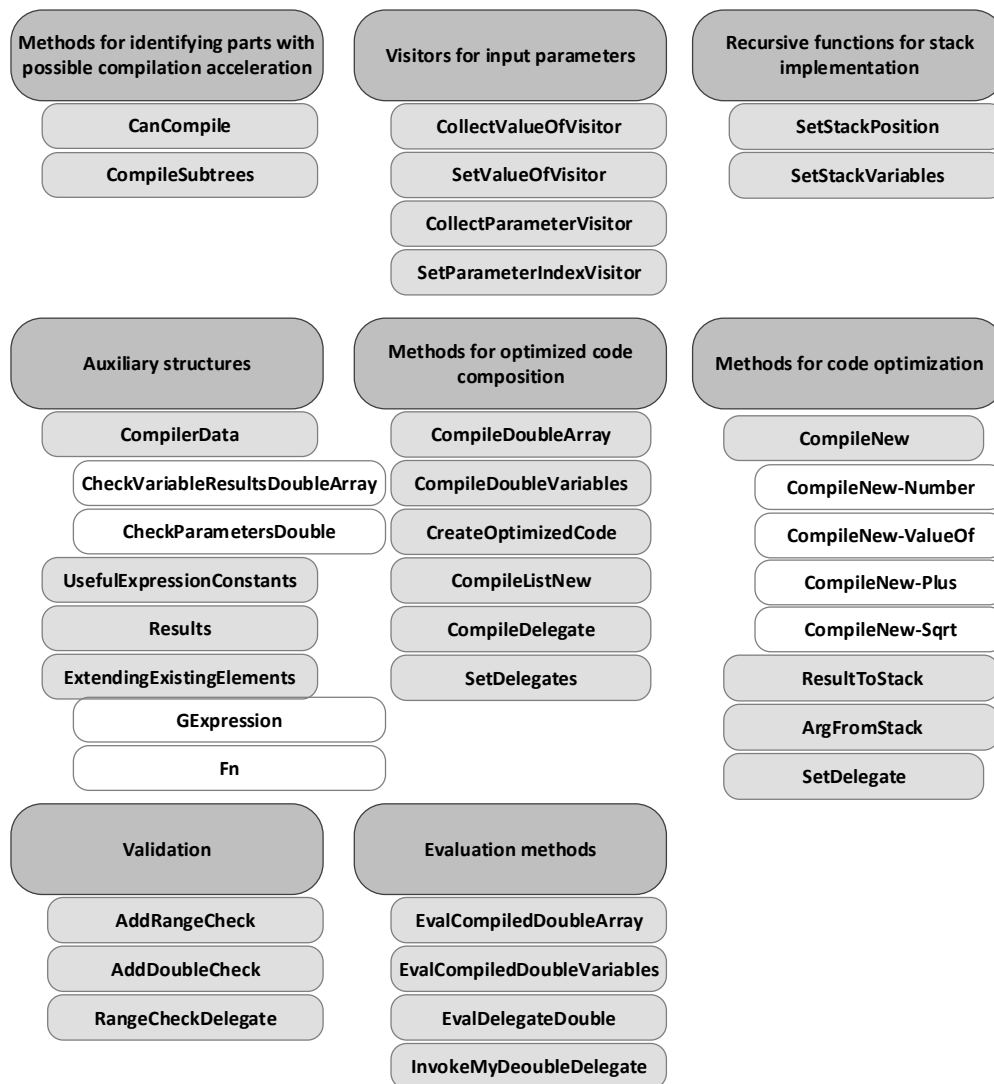 Methods for identifying parts with
possible compilation acceleration
CanCompile
CompileSubtrees
Visitors for input parameters
CollectValueOfVisitor
SetValueOfVisitor
CollectParameterVisitor
SetParameterIndexVisitor
Recursive functions for stack
implementation
SetStackPosition
SetStackVariables
Auxiliary structures
CompilerData
CheckVariableResultsDoubleArray
CheckParametersDouble
UsefulExpressionConstants
Results
ExtendingExistingElements
GExpression
Fn
Methods for optimized code
composition
CompileDoubleArray
CompileDoubleVariables
CreateOptimizedCode
CompileListNew
CompileDelegate
SetDelegates
Methods for code optimization
CompileNew
CompileNew-Number
CompileNew-ValueOf
CompileNew-Plus
CompileNew-Sqrt
ResultToStack
ArgFromStack
SetDelegate
Validation
AddRangeCheck
AddDoubleCheck
RangeCheckDelegate
Evaluation methods
EvalCompiledDoubleArray
EvalCompiledDoubleVariables
EvalDelegateDouble
InvokeMyDeoubleDelegate